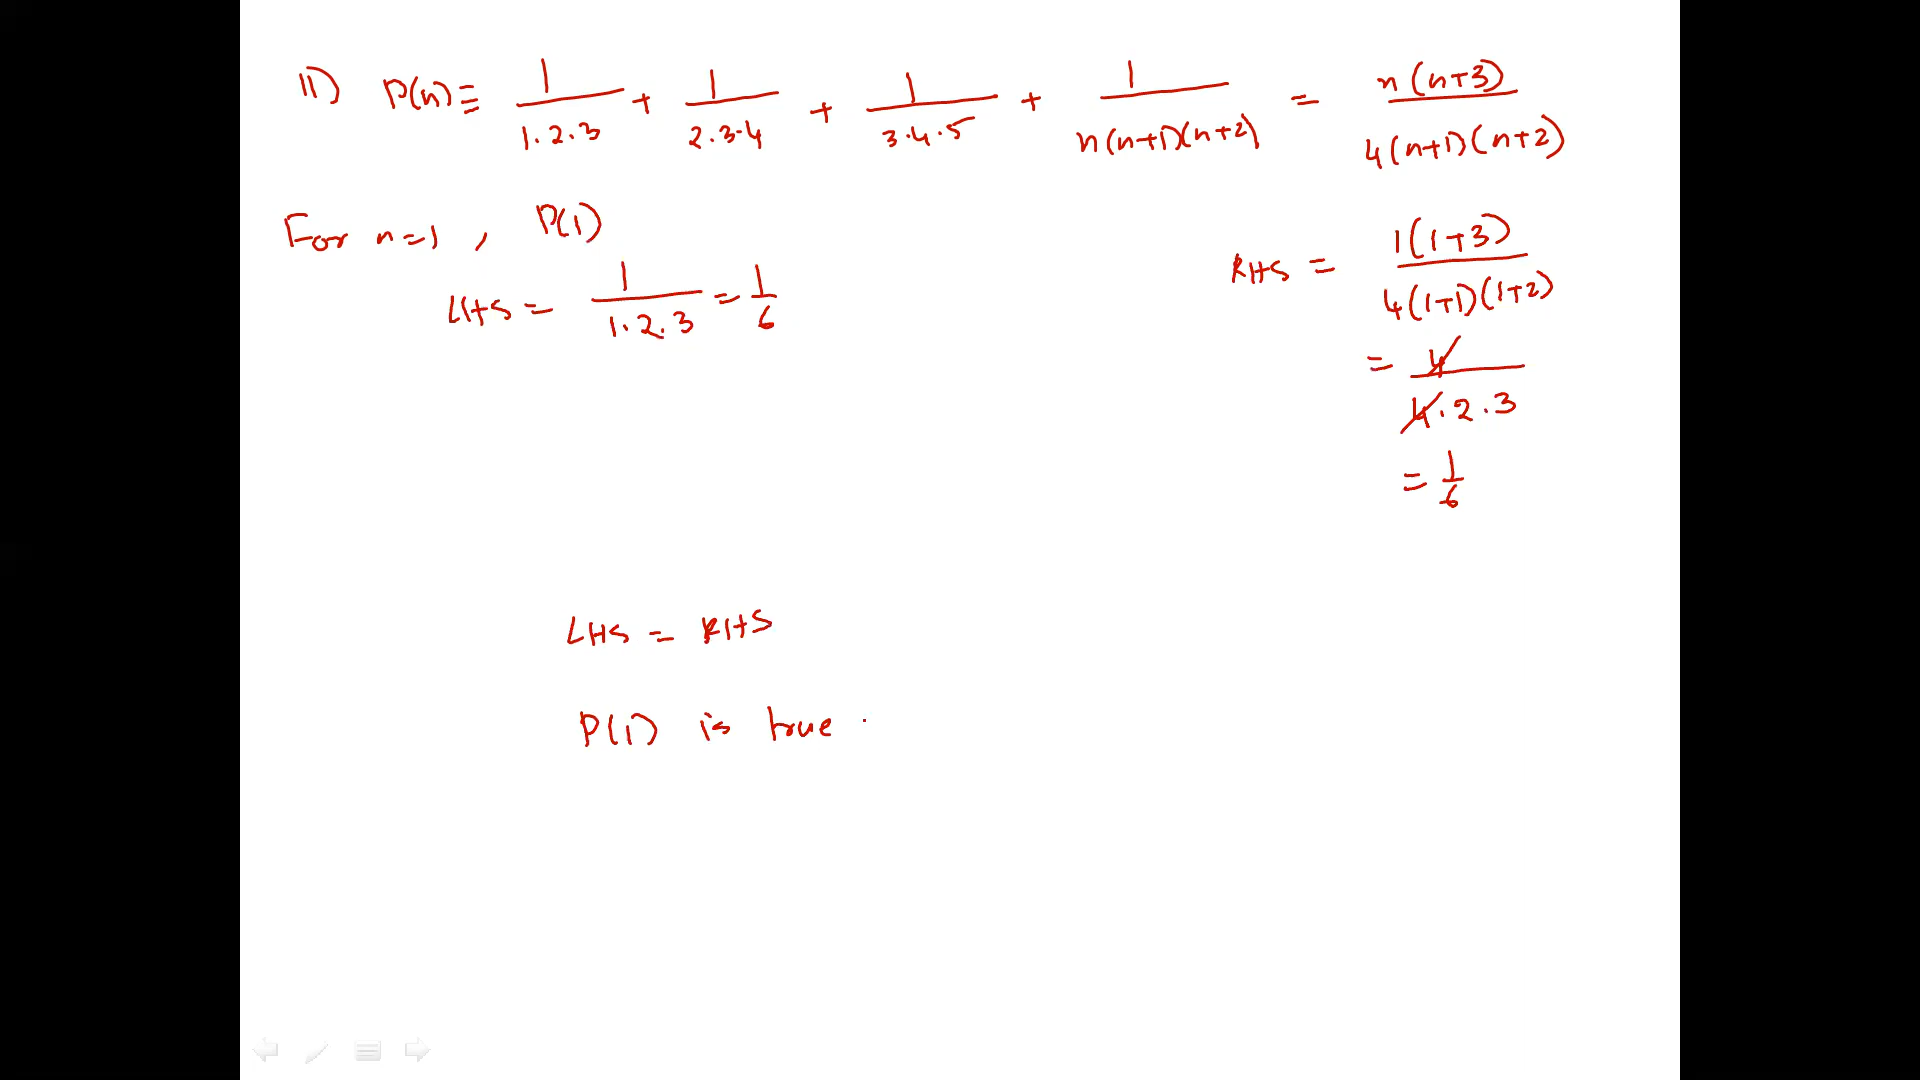 11) P(n) ≡ 1/(1·2·3) + 1/(2·3·4) + 1/(3·4·5) + 1/(n(n+1)(n+2)) = n(n+3)/(4(n+1)(n+2))
For n=1 , P(1)
LHS = 1/(1·2·3) = 1/6
RHS = 1(1+3)/(4(1+1)(1+2))
= 4/(4·2·3)
= 1/6
LHS = RHS
P(1) is true .